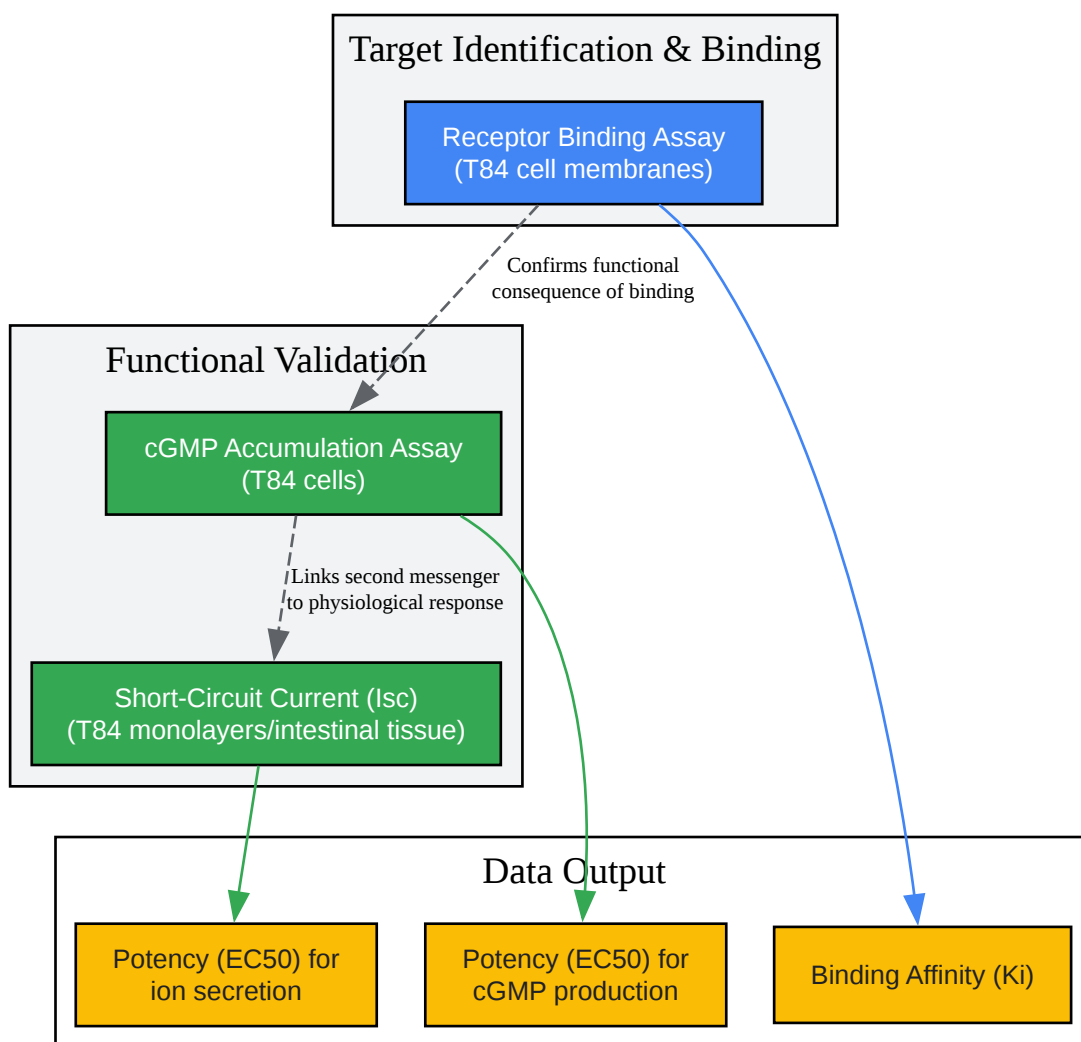 Target Identification & Binding
Receptor Binding Assay
(T84 cell membranes)
Confirms functional
consequence of binding
Functional Validation
cGMP Accumulation Assay
(T84 cells)
Links second messenger
to physiological response
Short-Circuit Current (Isc)
(T84 monolayers/intestinal tissue)
Data Output
Potency (EC50) for
ion secretion
Potency (EC50) for
cGMP production
Binding Affinity (Ki)